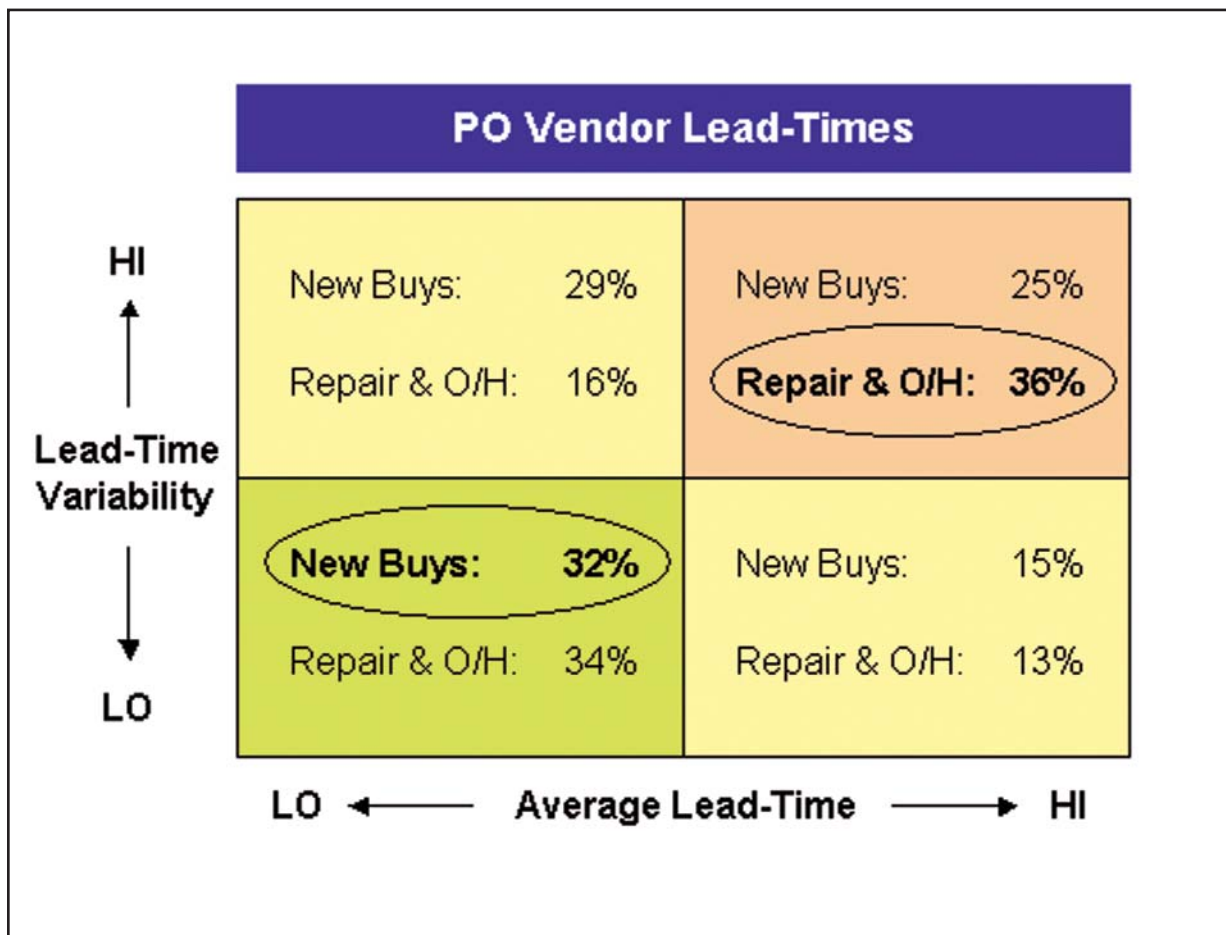 PO Vendor Lead-Times
HI
New Buys: 29%
New Buys: 25%
Repair & O/H: 16%
Repair & O/H: 36%
Lead-Time
Variability
New Buys: 32%
New Buys: 15%
Repair & O/H: 34%
Repair & O/H: 13%
LO
LO Average Lead-Time HI